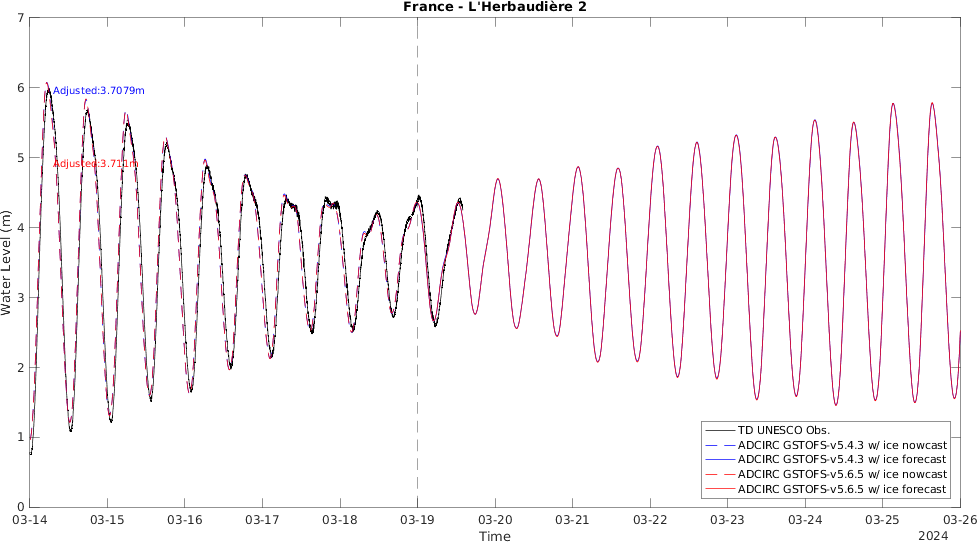 France - L'Herbaudière 2
7
6
5
4
3
2
1
0
Water Level (m)
Adjusted:3.7079m
Adjusted:3.711m
TD UNESCO Obs.
ADCIRC GSTOFS-v5.4.3 w/ ice nowcast
ADCIRC GSTOFS-v5.4.3 w/ ice forecast
ADCIRC GSTOFS-v5.6.5 w/ ice nowcast
ADCIRC GSTOFS-v5.6.5 w/ ice forecast
03-14 03-15 03-16 03-17 03-18 03-19 03-20 03-21 03-22 03-23 03-24 03-25 03-26
Time
2024